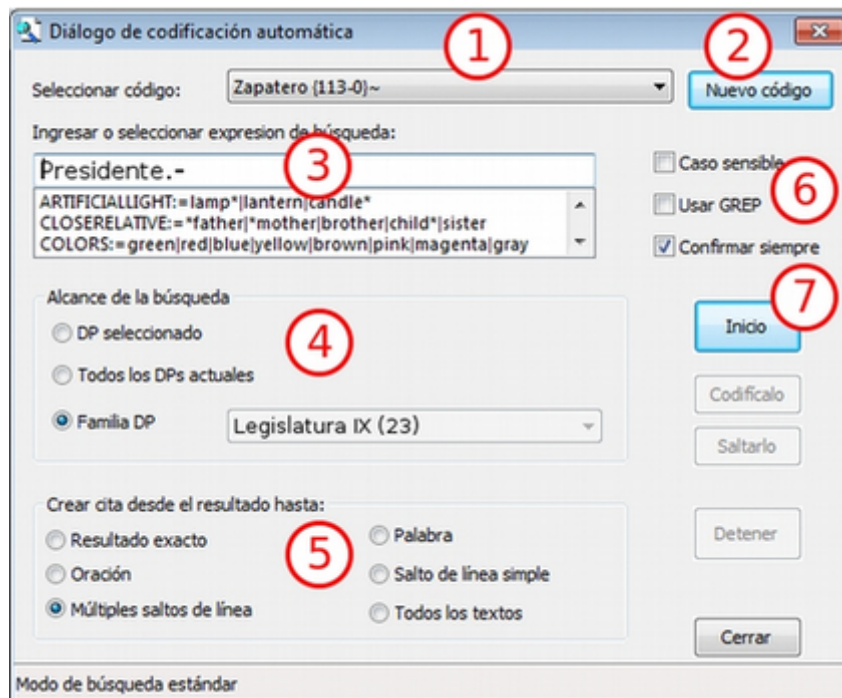 Diálogo de codificación automática
1
2
Seleccionar código:
Zapatero {113-0}~
Nuevo código
Ingresar o seleccionar expresion de búsqueda:
3
Presidente.-
ARTIFICIALLIGHT:=lamp*|lantern|candle*
CLOSERELATIVE:=*father|*mother|brother|child*|sister
COLORS:=green|red|blue|yellow|brown|pink|magenta|gray
Caso sensible
6
Usar GREP
Confirmar siempre
Alcance de la búsqueda
DP seleccionado
4
Todos los DPs actuales
Familia DP
Legislatura IX (23)
7
Inicio
Codifícalo
Saltarlo
Crear cita desde el resultado hasta:
Resultado exacto
Palabra
5
Oración
Salto de línea simple
Múltiples saltos de línea
Todos los textos
Detener
Cerrar
Modo de búsqueda estándar